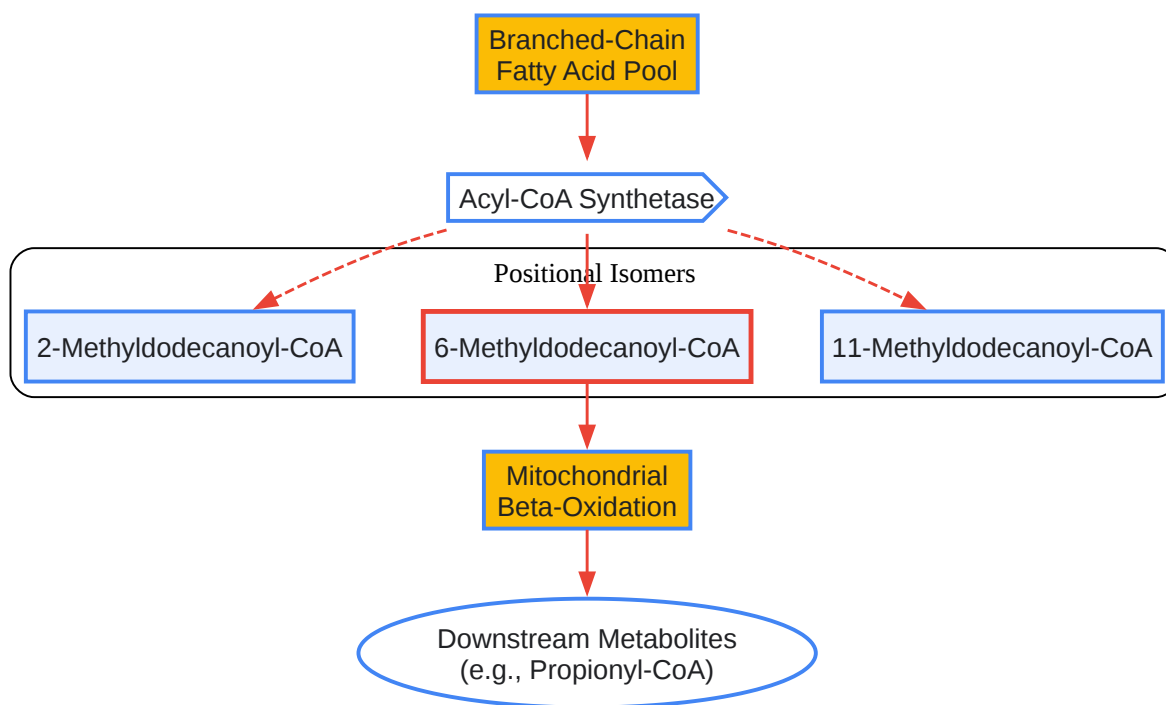 Branched-Chain
Fatty Acid Pool
Acyl-CoA Synthetase
Positional Isomers
2-Methyldodecanoyl-CoA
6-Methyldodecanoyl-CoA
11-Methyldodecanoyl-CoA
Mitochondrial
Beta-Oxidation
Downstream Metabolites
(e.g., Propionyl-CoA)